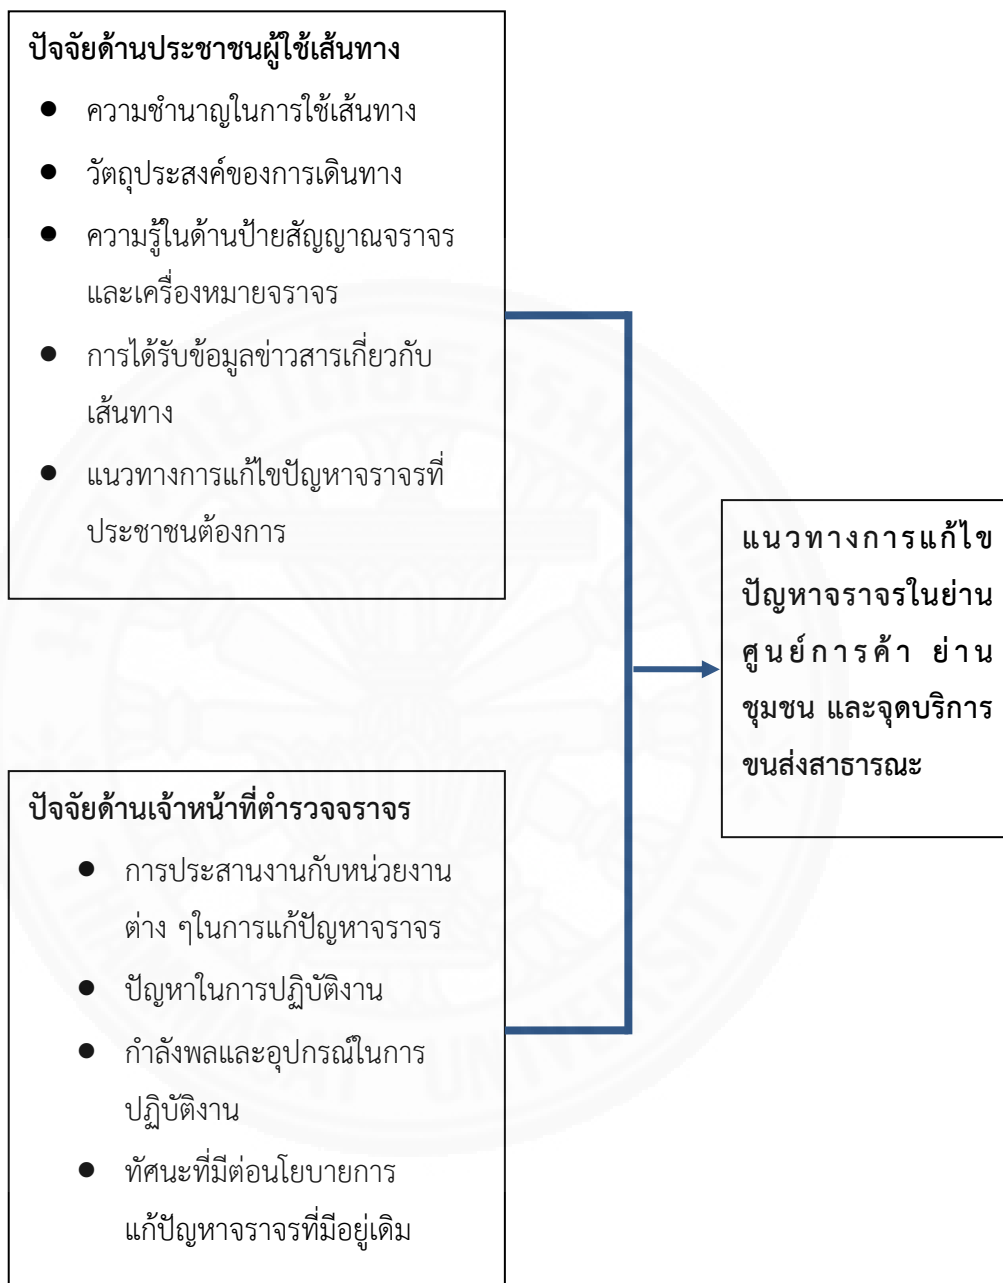 ปัจจัยด้านประชาชนผู้ใช้เส้นทาง
● ความชำนาญในการใช้เส้นทาง
● วัตถุประสงค์ของการเดินทาง
● ความรู้ในด้านป้ายสัญญาณจราจร
และเครื่องหมายจราจร
● การได้รับข้อมูลข่าวสารเกี่ยวกับ
เส้นทาง
● แนวทางการแก้ไขปัญหาจราจรที่
ประชาชนต้องการ
แนวทางการแก้ไข
ปัญหาจราจรในย่าน
ศูนย์การค้า ย่าน
ชุมชน และจุดบริการ
ขนส่งสาธารณะ
ปัจจัยด้านเจ้าหน้าที่ตำรวจจราจร
● การประสานงานกับหน่วยงาน
ต่าง ๆในการแก้ปัญหาจราจร
● ปัญหาในการปฏิบัติงาน
● กำลังพลและอุปกรณ์ในการ
ปฏิบัติงาน
● ทัศนะที่มีต่อนโยบายการ
แก้ปัญหาจราจรที่มีอยู่เดิม